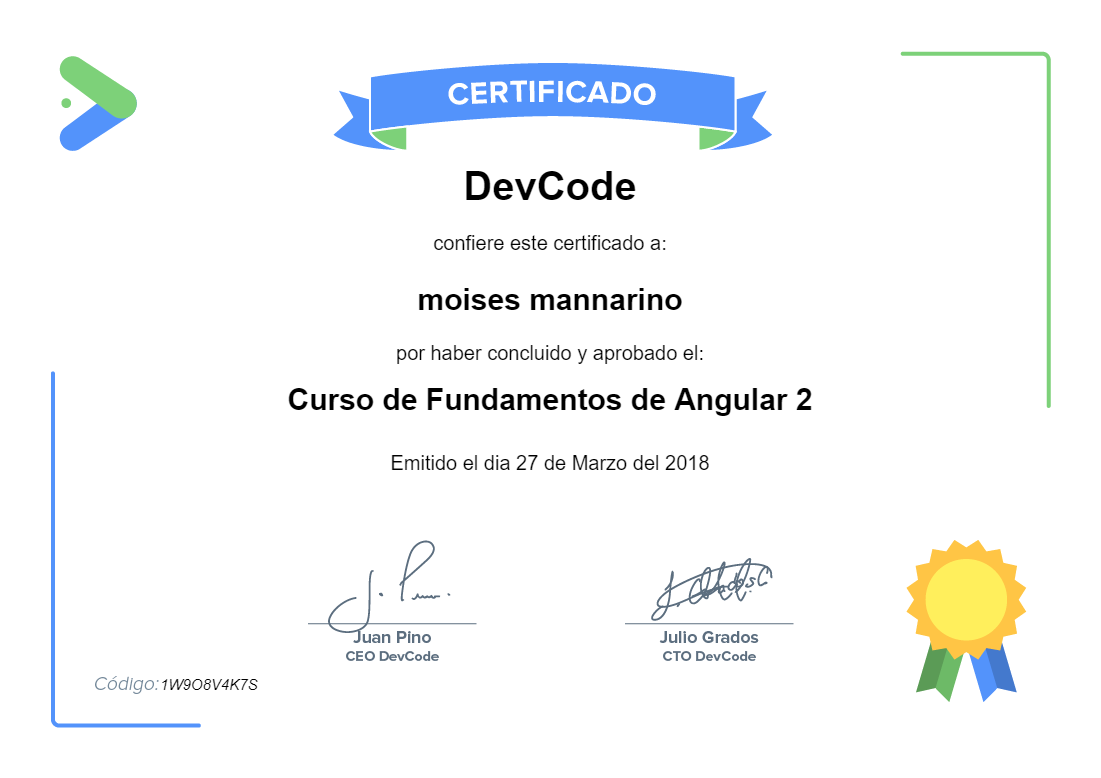 CERTIFICADO
DevCode
confiere este certificado a:
moises mannarino
por haber concluido y aprobado el:
Curso de Fundamentos de Angular 2
Emitido el dia 27 de Marzo del 2018
Juan Pino
CEO DevCode
Julio Grados
CTO DevCode
Código: 1W9O8V4K7S